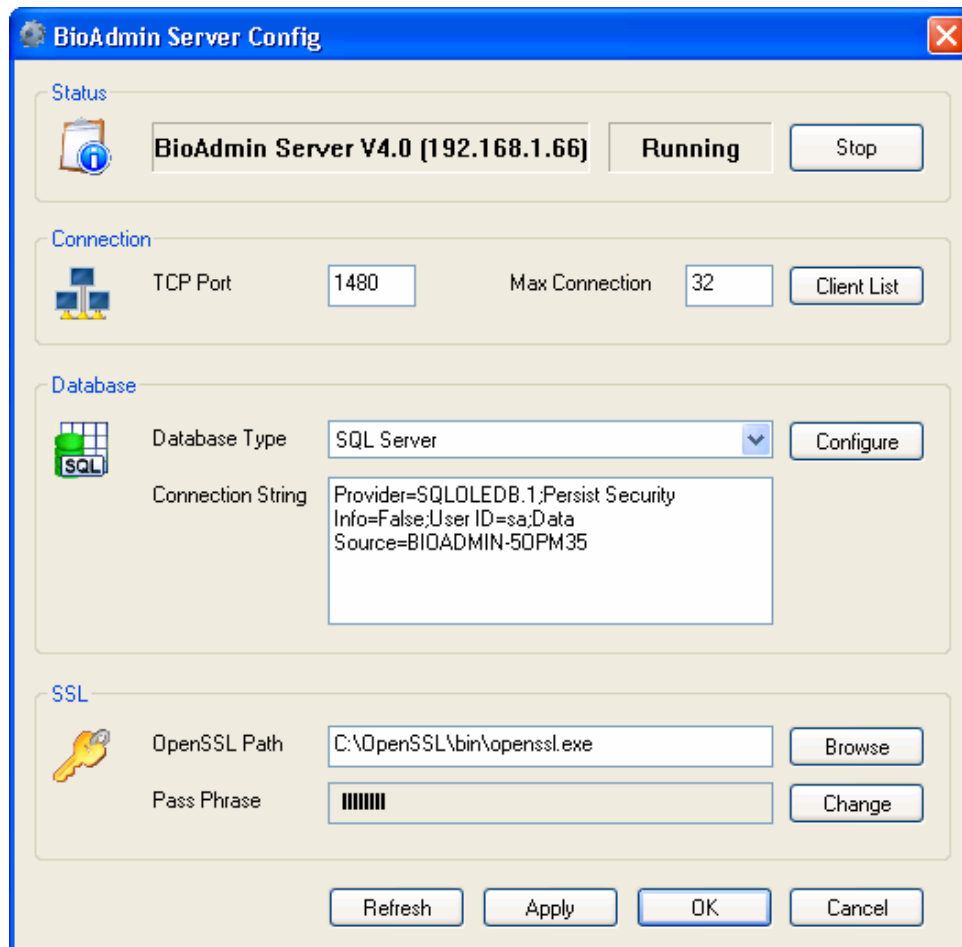 BioAdmin Server Config
Status
BioAdmin Server V4.0 (192.168.1.66) Running Stop
Connection
TCP Port 1480 Max Connection 32 Client List
Database
SQL
Database Type SQL Server Configure
Connection String Provider=SQLOLEDB.1;Persist Security
Info=False;User ID=sa;Data
Source=BIOADMIN-5OPM35
SSL
OpenSSL Path C:\OpenSSL\bin\openssl.exe Browse
Pass Phrase Change
Refresh Apply OK Cancel